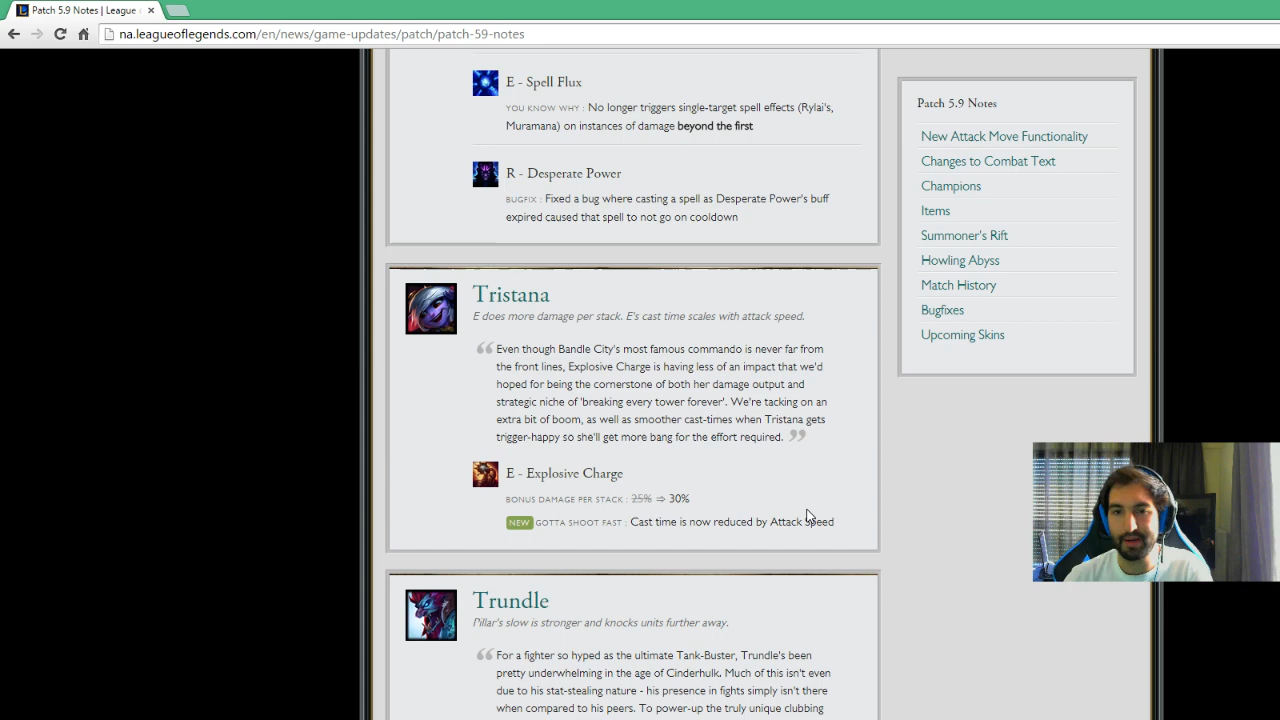 Patch 5.9 Notes | League
na.leagueoflegends.com/en/news/game-updates/patch/patch-59-notes
E - Spell Flux
YOU KNOW WHY : No longer triggers single-target spell effects (Rylai's,
Muramana) on instances of damage beyond the first
R - Desperate Power
BUGFIX : Fixed a bug where casting a spell as Desperate Power's buff
expired caused that spell to not go on cooldown
Tristana
E does more damage per stack. E's cast time scales with attack speed.
Even though Bandle City's most famous commando is never far from
the front lines, Explosive Charge is having less of an impact that we'd
hoped for being the cornerstone of both her damage output and
strategic niche of 'breaking every tower forever'. We're tacking on an
extra bit of boom, as well as smoother cast-times when Tristana gets
trigger-happy so she'll get more bang for the effort required.
E - Explosive Charge
BONUS DAMAGE PER STACK : 25% ⇒ 30%
NEW GOTTA SHOOT FAST : Cast time is now reduced by Attack Speed
Trundle
Pillar's slow is stronger and knocks units further away.
For a fighter so hyped as the ultimate Tank-Buster, Trundle's been
pretty underwhelming in the age of Cinderhulk. Much of this isn't even
due to his stat-stealing nature - his presence in fights simply isn't there
when compared to his peers. To power-up the truly unique clubbing
Patch 5.9 Notes
New Attack Move Functionality
Changes to Combat Text
Champions
Items
Summoner's Rift
Howling Abyss
Match History
Bugfixes
Upcoming Skins